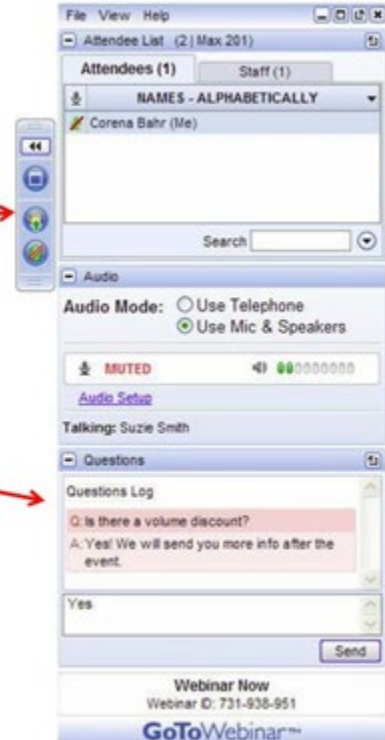 File View Help
Attendee List (2 | Max 201)
Attendees (1) Staff (1)
NAMES - ALPHABETICALLY
Corena Bahr (Me)
Search
Audio
Audio Mode: Use Telephone
Use Mic & Speakers
MUTED
Audio Setup
Talking: Suzie Smith
Questions
Questions Log
Q: Is there a volume discount?
A: Yes! We will send you more info after the
event.
Yes
Send
Webinar Now
Webinar ID: 731-938-951
GoToWebinar™